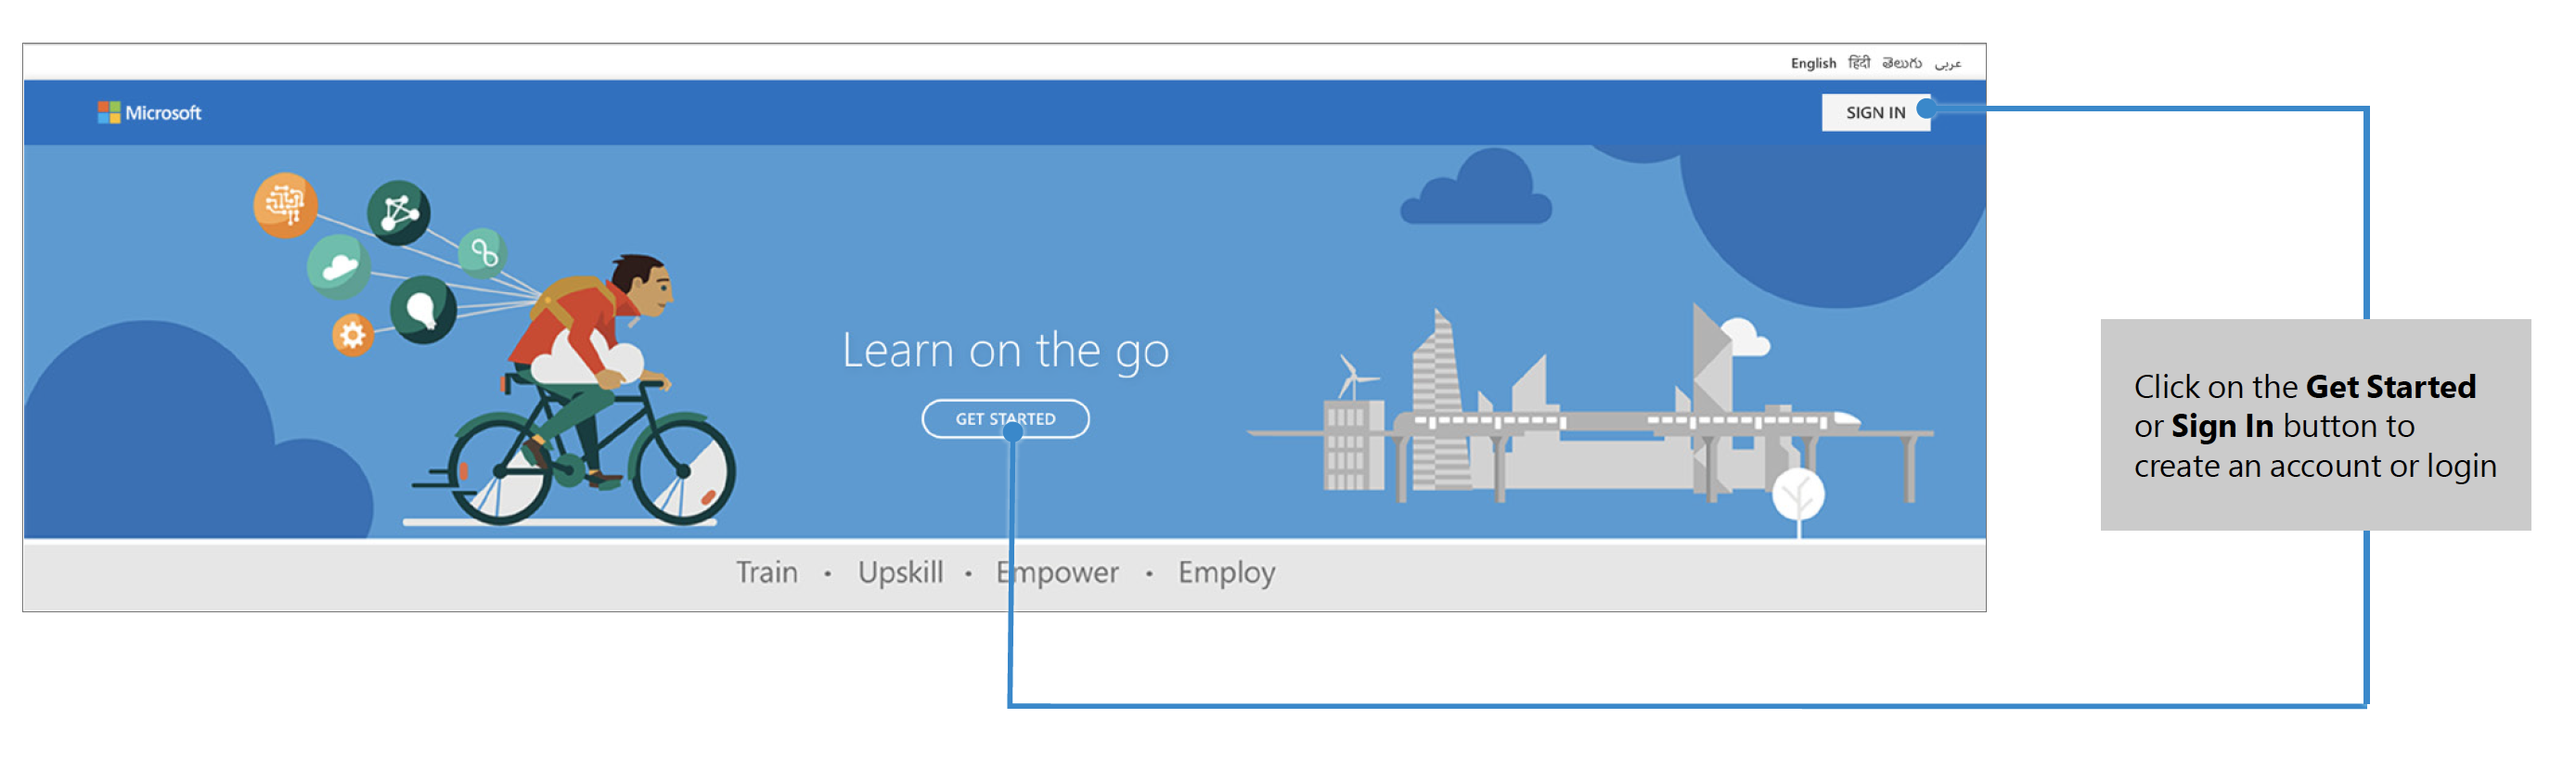 English हिंदी తెలుగు عربى
Microsoft
SIGN IN
Learn on the go
GET STARTED
Train • Upskill • Empower • Employ
Click on the Get Started
or Sign In button to
create an account or login